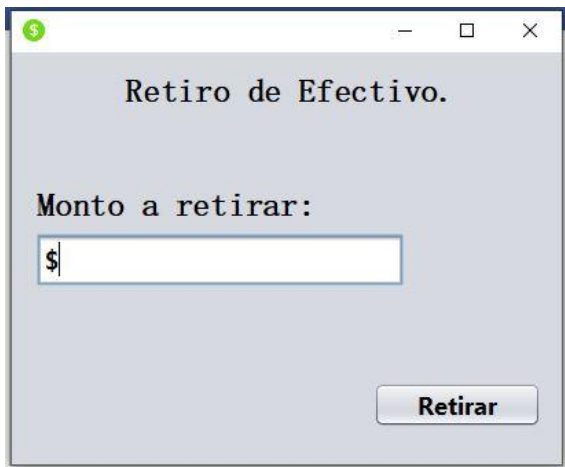 $
Retiro de Efectivo.
Monto a retirar:
$
Retirar